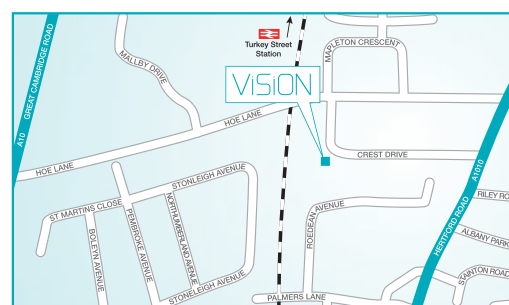 A10 GREAT CAMBRIDGE ROAD
MALLBY DRIVE
Turkey Street
Station
MAPLETON CRESCENT
ViSiON
HOE LANE
HOE LANE
CREST DRIVE
A1010
HERTFORD ROAD
STONLEIGH AVENUE
ST MARTINS CLOSE
BOLEYN AVENUE
PEMBROKE AVENUE
NORTHUMBERLAND AVENUE
STONELEIGH AVENUE
ROEDEAN AVENUE
PALMERS LANE
RILEY RO
ALBANY PARK
STAINTON ROAD